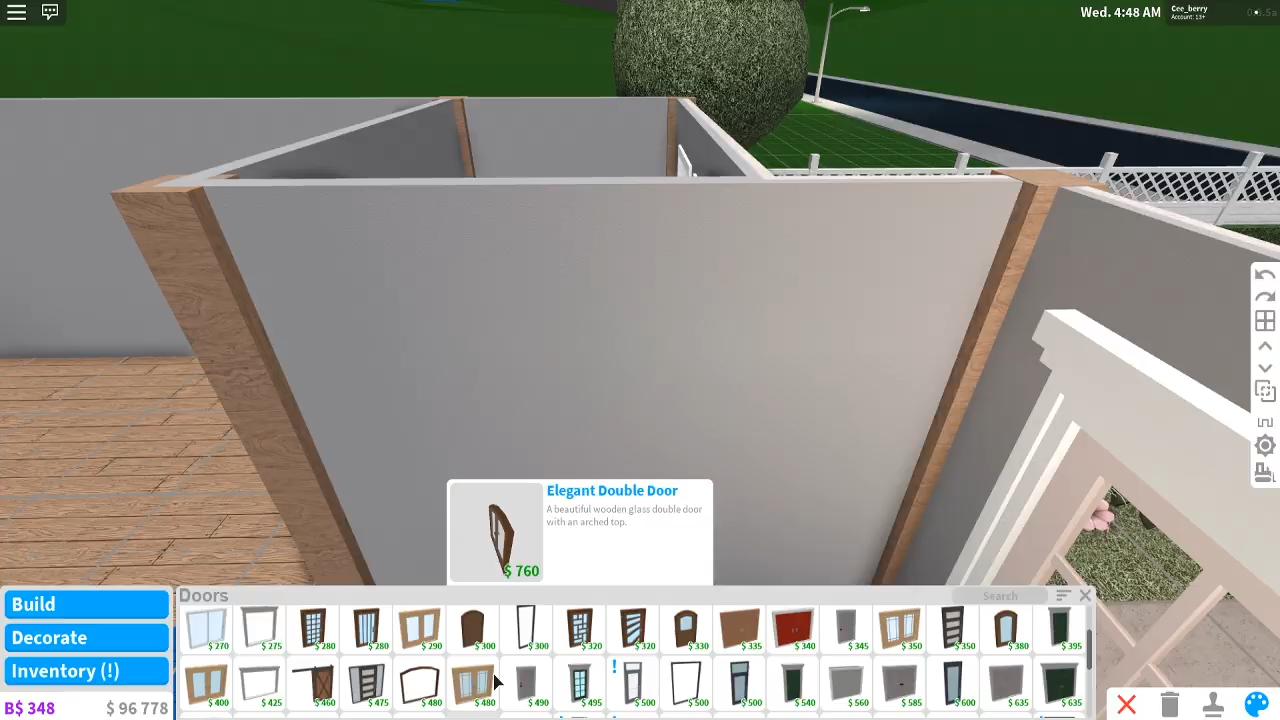 Wed. 4:48 AM
Cee_berry
Account: 13+
Elegant Double Door
A beautiful wooden glass double door
with an arched top.
$ 760
Build
Decorate
Inventory (!)
B$ 348
$ 96 778
Doors
Search
$ 270
$ 275
$ 280
$ 280
$ 290
$ 300
$ 300
$ 320
$ 320
$ 330
$ 335
$ 340
$ 345
$ 350
$ 350
$ 380
$ 395
$ 400
$ 425
$ 460
$ 475
$ 480
$ 480
$ 490
$ 495
!
$ 500
$ 500
$ 500
$ 540
$ 560
$ 585
$ 600
$ 635
$ 635